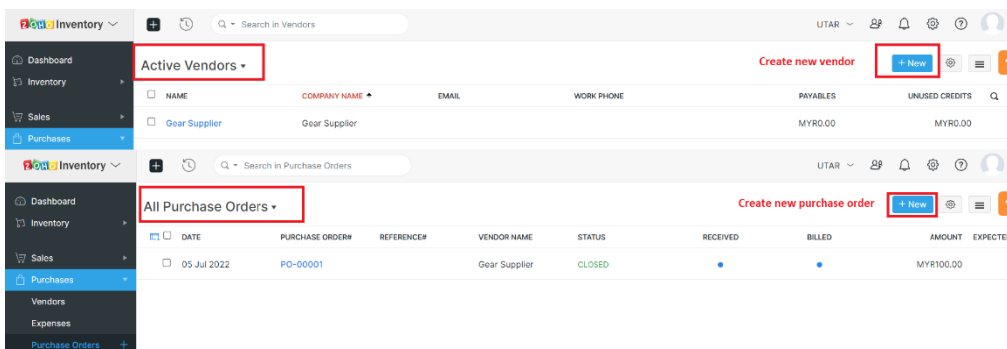 ZOHO Inventory
Search in Vendors
UTAR
Dashboard
Active Vendors
Create new vendor
+ New
Inventory
NAME COMPANY NAME EMAIL WORK PHONE PAYABLES UNUSED CREDITS
Sales
Gear Supplier Gear Supplier MYR0.00 MYR0.00
Purchases
ZOHO Inventory
Search in Purchase Orders
UTAR
Dashboard
All Purchase Orders
Create new purchase order
+ New
Inventory
DATE PURCHASE ORDER# REFERENCE# VENDOR NAME STATUS RECEIVED BILLED AMOUNT EXPECTE
Sales
05 Jul 2022 PO-00001 Gear Supplier CLOSED MYR100.00
Purchases
Vendors
Expenses
Purchase Orders +